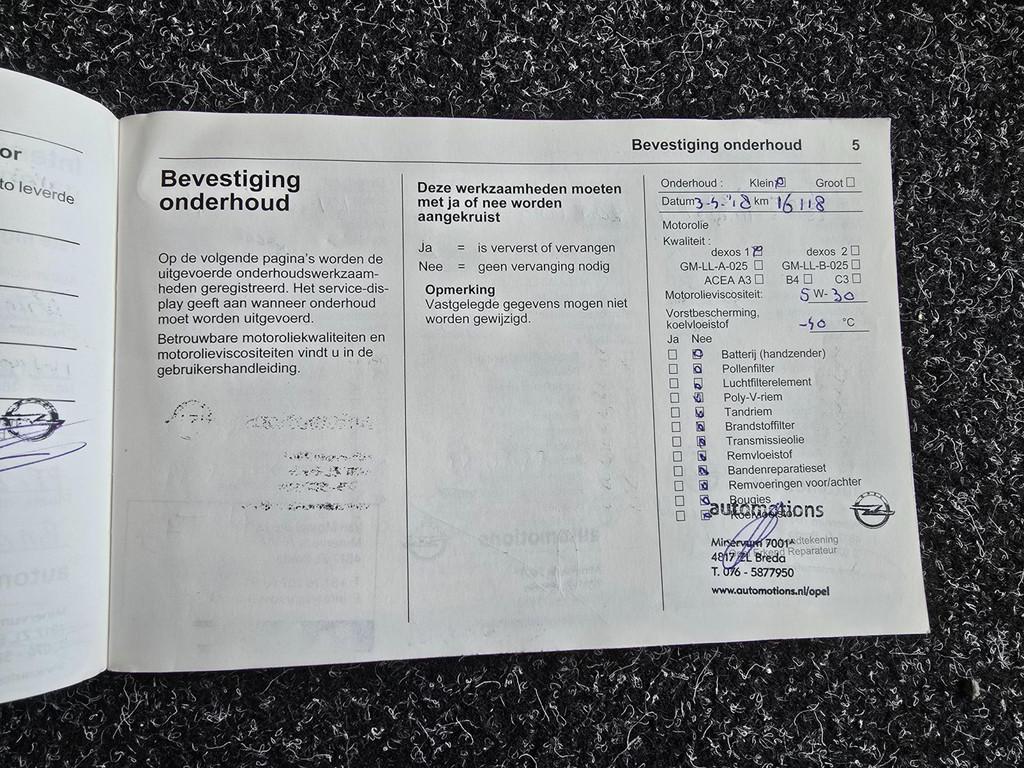 or
to leverde
Bevestiging onderhoud 5
Bevestiging
onderhoud
Op de volgende pagina's worden de
uitgevoerde onderhoudswerkzaam-
heden geregistreerd. Het service-dis-
play geeft aan wanneer onderhoud
moet worden uitgevoerd.
Betrouwbare motoroliekwaliteiten en
motorolieviscositeiten vindt u in de
gebruikershandleiding.
Deze werkzaamheden moeten
met ja of nee worden
aangekruist
Ja = is ververst of vervangen
Nee = geen vervanging nodig
Opmerking
Vastgelegde gegevens mogen niet
worden gewijzigd.
Onderhoud : Klein Groot
Datum km 16118
Motorolie
Kwaliteit :
dexos 1 dexos 2
GM-LL-A-025 GM-LL-B-025
ACEA A3 B4 C3
Motorolieviscositeit: 5 W- 30
Vorstbescherming,
koelvloeistof -40 °C
Ja Nee
Batterij (handzender)
Pollenfilter
Luchtfilterelement
Poly-V-riem
Tandriem
Brandstoffilter
Transmissieolie
Remvloeistof
Bandenreparatieset
Remvoeringen voor/achter
Bougies
Koelvloeistof
automotions
Minervum 7001A
4817 ZL Breda
Erkend Reparateur
T. 076 - 5877950
www.automotions.nl/opel